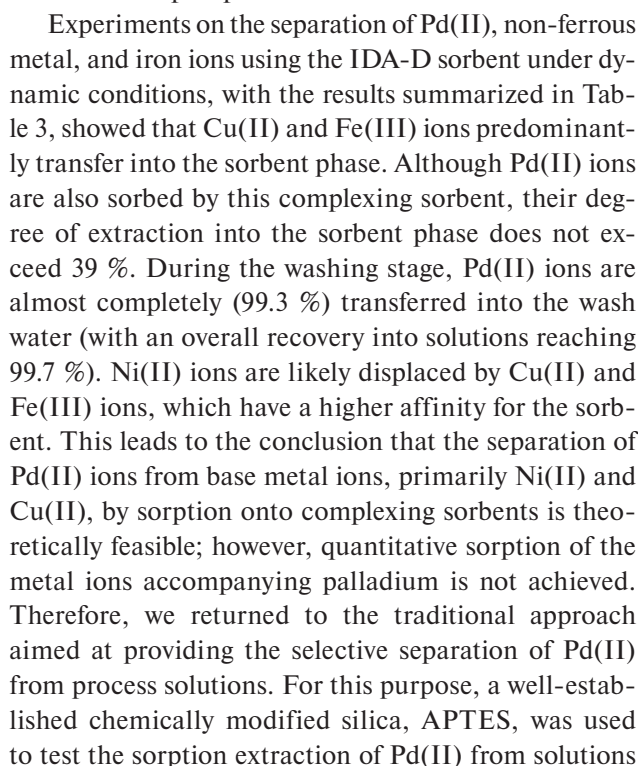 Experiments on the separation of Pd(II), non-ferrous
metal, and iron ions using the IDA-D sorbent under dy-
namic conditions, with the results summarized in Tab-
le 3, showed that Cu(II) and Fe(III) ions predominant-
ly transfer into the sorbent phase. Although Pd(II) ions
are also sorbed by this complexing sorbent, their deg-
ree of extraction into the sorbent phase does not ex-
ceed 39 %. During the washing stage, Pd(II) ions are
almost completely (99.3 %) transferred into the wash
water (with an overall recovery into solutions reaching
99.7 %). Ni(II) ions are likely displaced by Cu(II) and
Fe(III) ions, which have a higher affinity for the sorb-
ent. This leads to the conclusion that the separation of
Pd(II) ions from base metal ions, primarily Ni(II) and
Cu(II), by sorption onto complexing sorbents is theo-
retically feasible; however, quantitative sorption of the
metal ions accompanying palladium is not achieved.
Therefore, we returned to the traditional approach
aimed at providing the selective separation of Pd(II)
from process solutions. For this purpose, a well-estab-
lished chemically modified silica, APTES, was used
to test the sorption extraction of Pd(II) from solutions